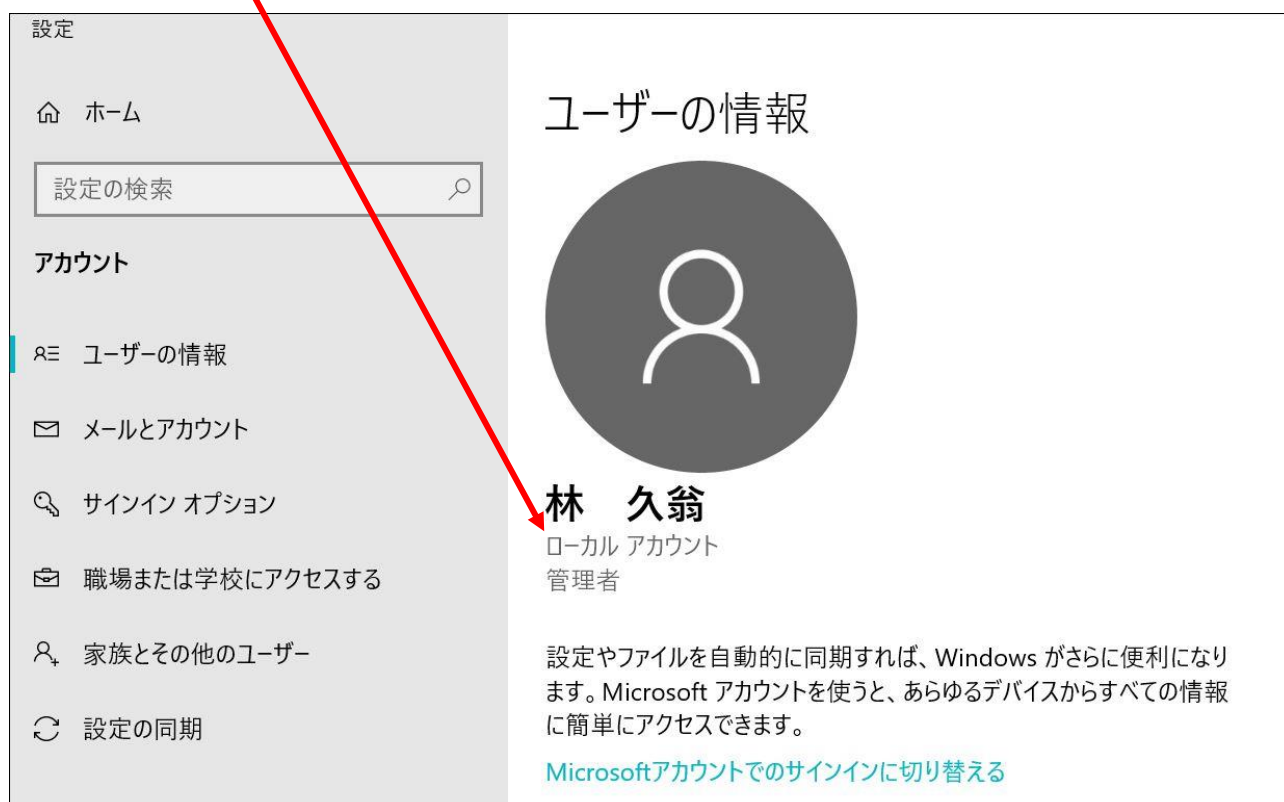 設定
ホーム
設定の検索
アカウント
ユーザーの情報
メールとアカウント
サインイン オプション
職場または学校にアクセスする
家族とその他のユーザー
設定の同期
ユーザーの情報
林　久翁
ローカル アカウント
管理者
設定やファイルを自動的に同期すれば、Windows がさらに便利になり
ます。Microsoft アカウントを使うと、あらゆるデバイスからすべての情報
に簡単にアクセスできます。
Microsoftアカウントでのサインインに切り替える